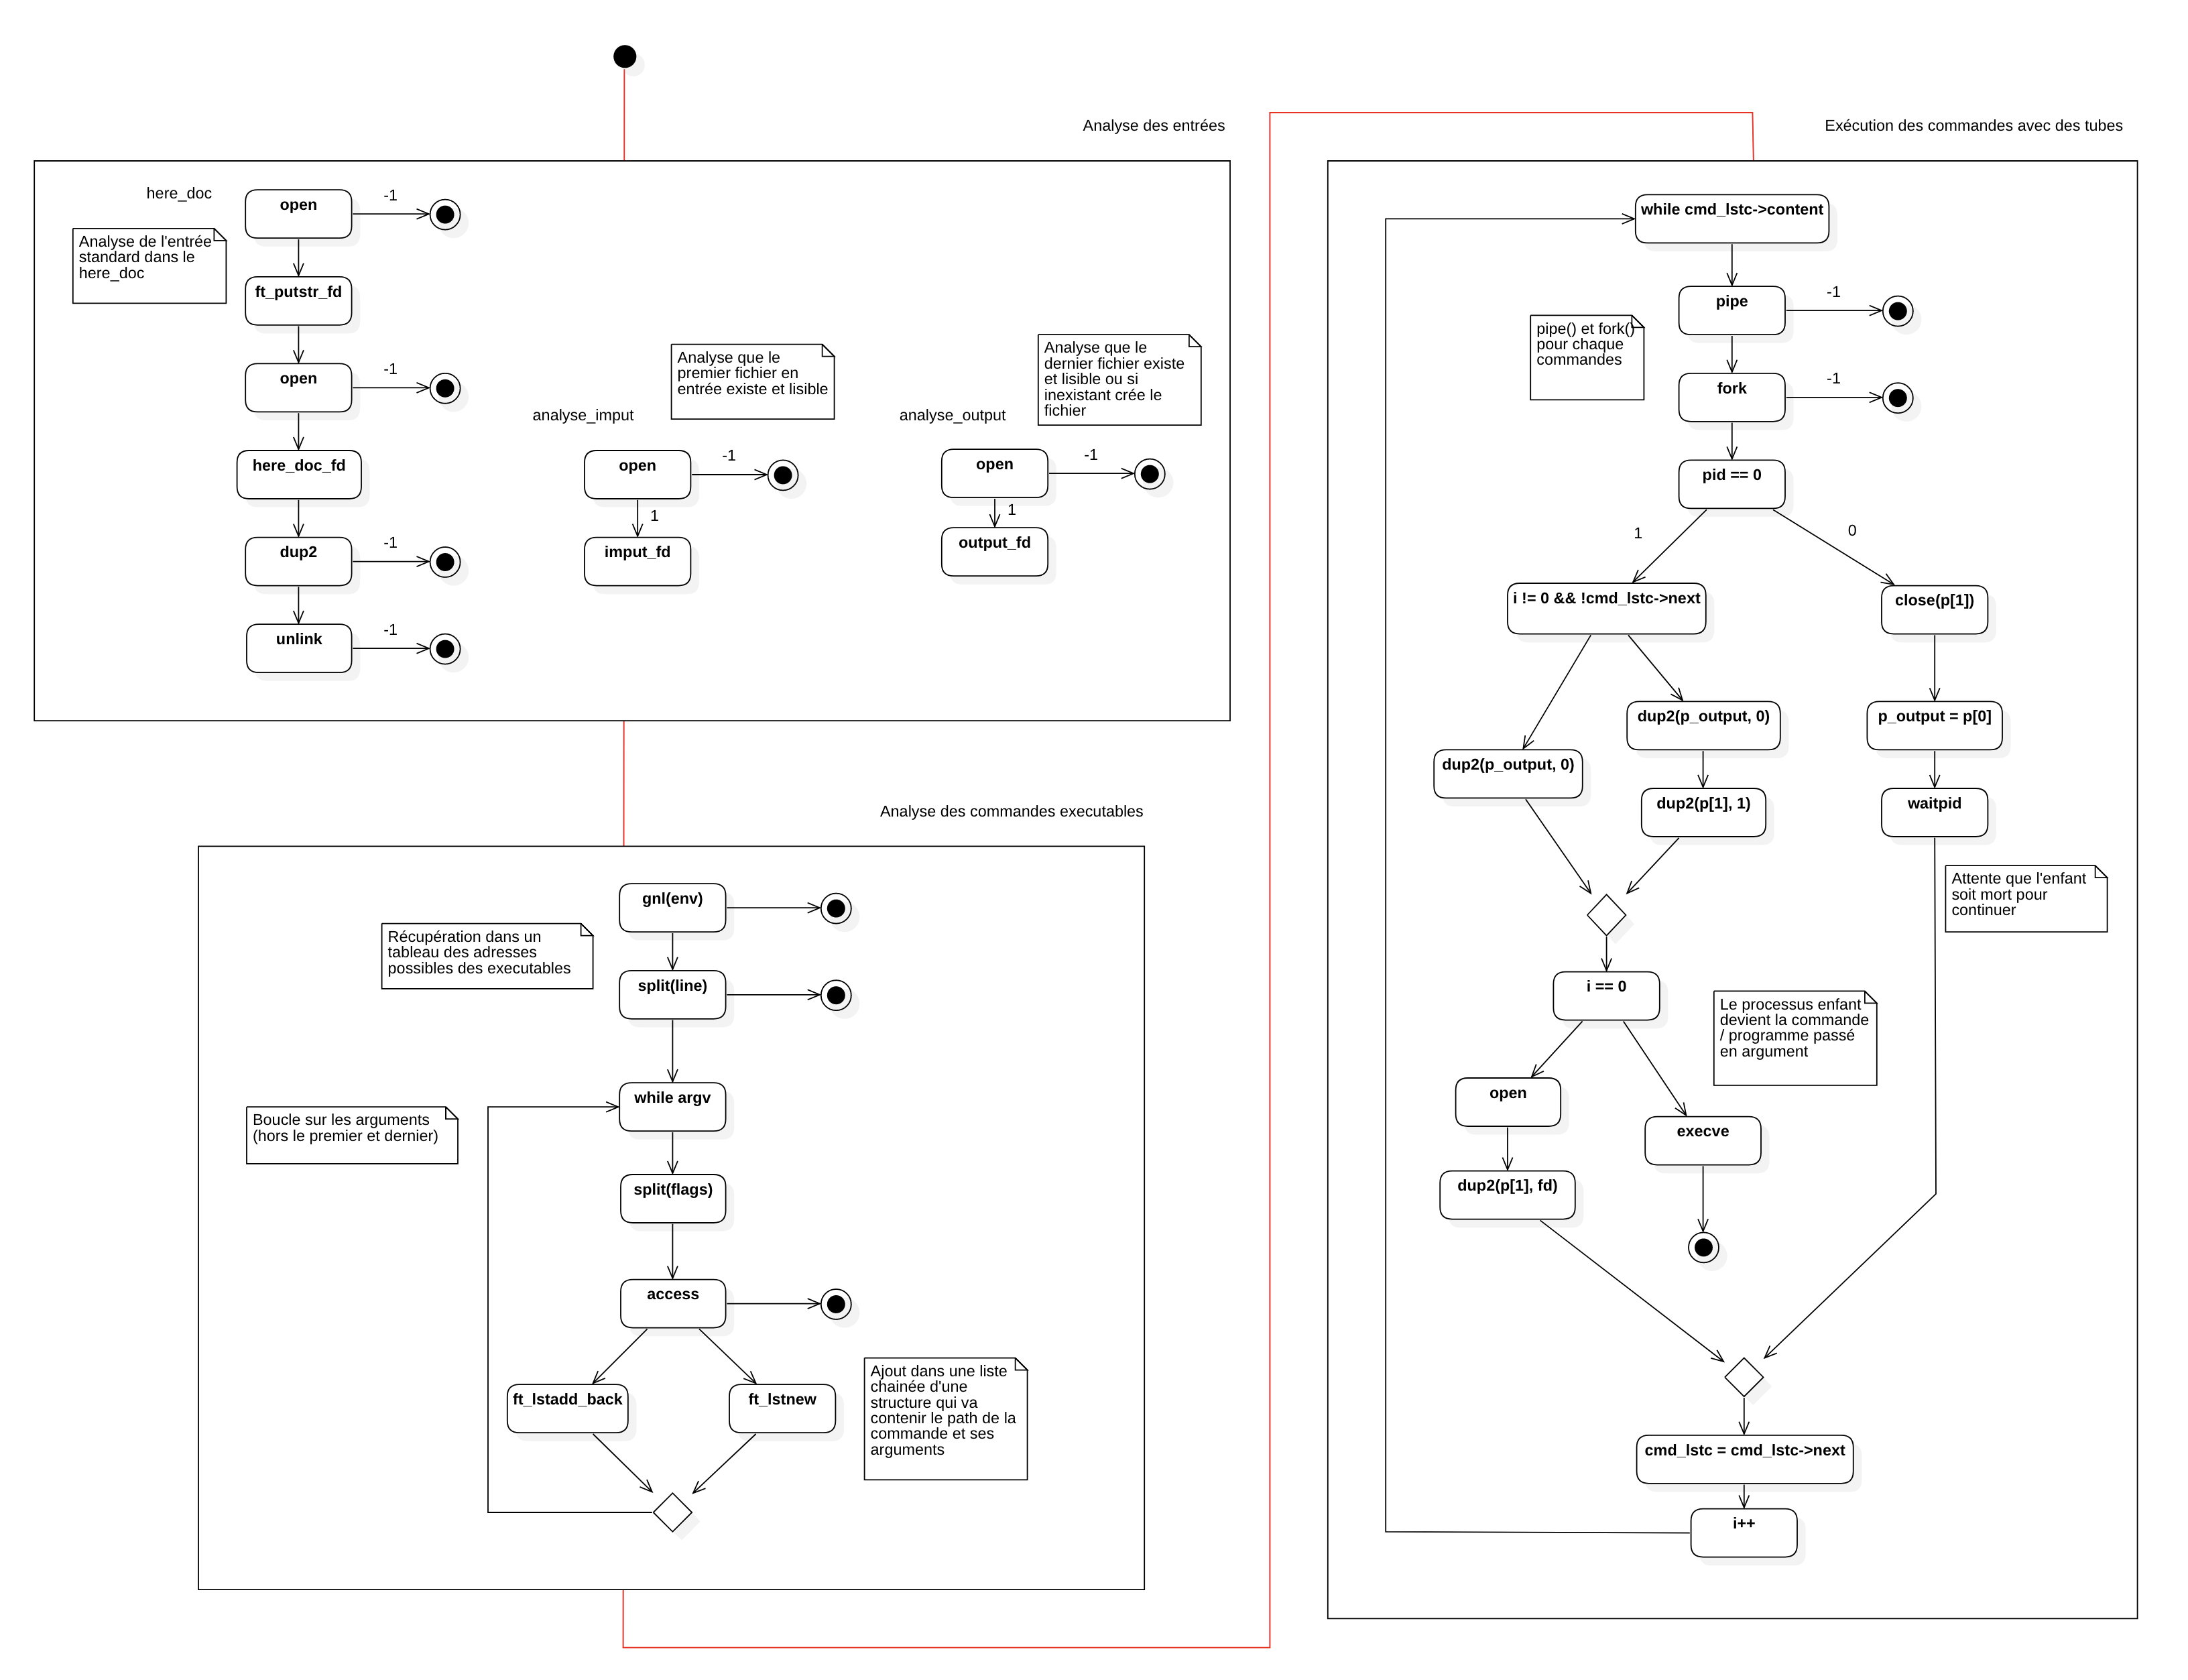 Analyse des entrées
here_doc
Analyse de l'entrée
standard dans le
here_doc
open
-1
ft_putstr_fd
open
-1
here_doc_fd
dup2
-1
unlink
-1
Analyse que le
premier fichier en
entrée existe et lisible
analyse_imput
open
-1
1
imput_fd
Analyse que le
dernier fichier existe
et lisible ou si
inexistant crée le
fichier
analyse_output
open
-1
1
output_fd
Analyse des commandes executables
gnl(env)
Récupération dans un
tableau des adresses
possibles des executables
split(line)
while argv
Boucle sur les arguments
(hors le premier et dernier)
split(flags)
access
ft_lstadd_back
ft_lstnew
Ajout dans une liste
chainée d'une
structure qui va
contenir le path de la
commande et ses
arguments
Exécution des commandes avec des tubes
while cmd_lstc->content
pipe
-1
pipe() et fork()
pour chaque
commandes
fork
-1
pid == 0
1
0
i != 0 && !cmd_lstc->next
close(p[1])
dup2(p_output, 0)
p_output = p[0]
dup2(p_output, 0)
dup2(p[1], 1)
waitpid
Attente que l'enfant
soit mort pour
continuer
i == 0
Le processus enfant
devient la commande
/ programme passé
en argument
open
execve
dup2(p[1], fd)
cmd_lstc = cmd_lstc->next
i++